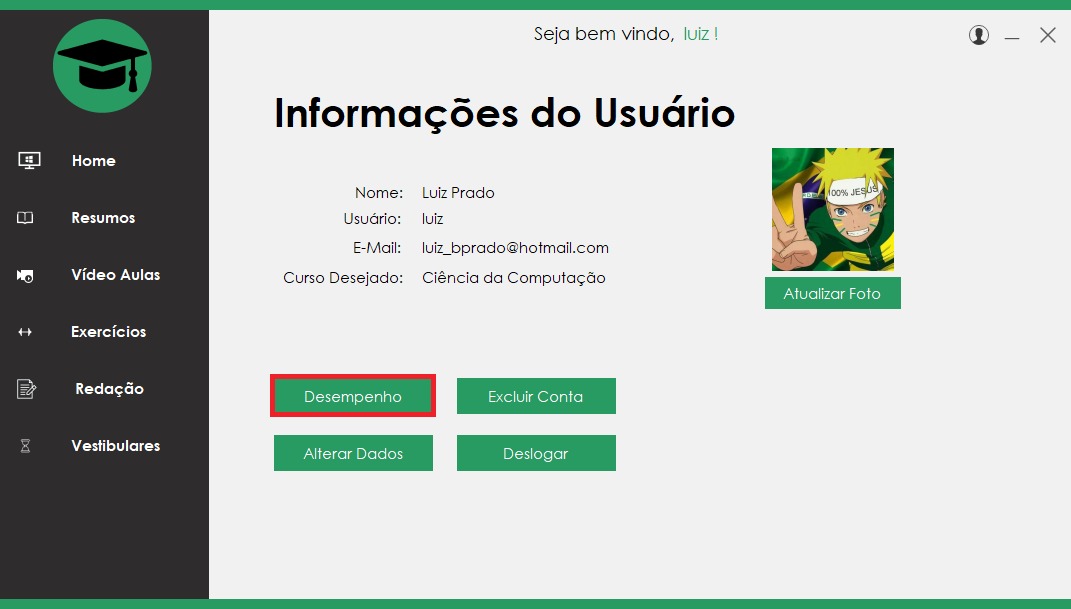 Seja bem vindo, luiz !
Home
Resumos
Vídeo Aulas
Exercícios
Redação
Vestibulares
Informações do Usuário
Nome: Luiz Prado
Usuário: luiz
E-Mail: luiz_bprado@hotmail.com
Curso Desejado: Ciência da Computação
100% JESUS
Atualizar Foto
Desempenho
Excluir Conta
Alterar Dados
Deslogar